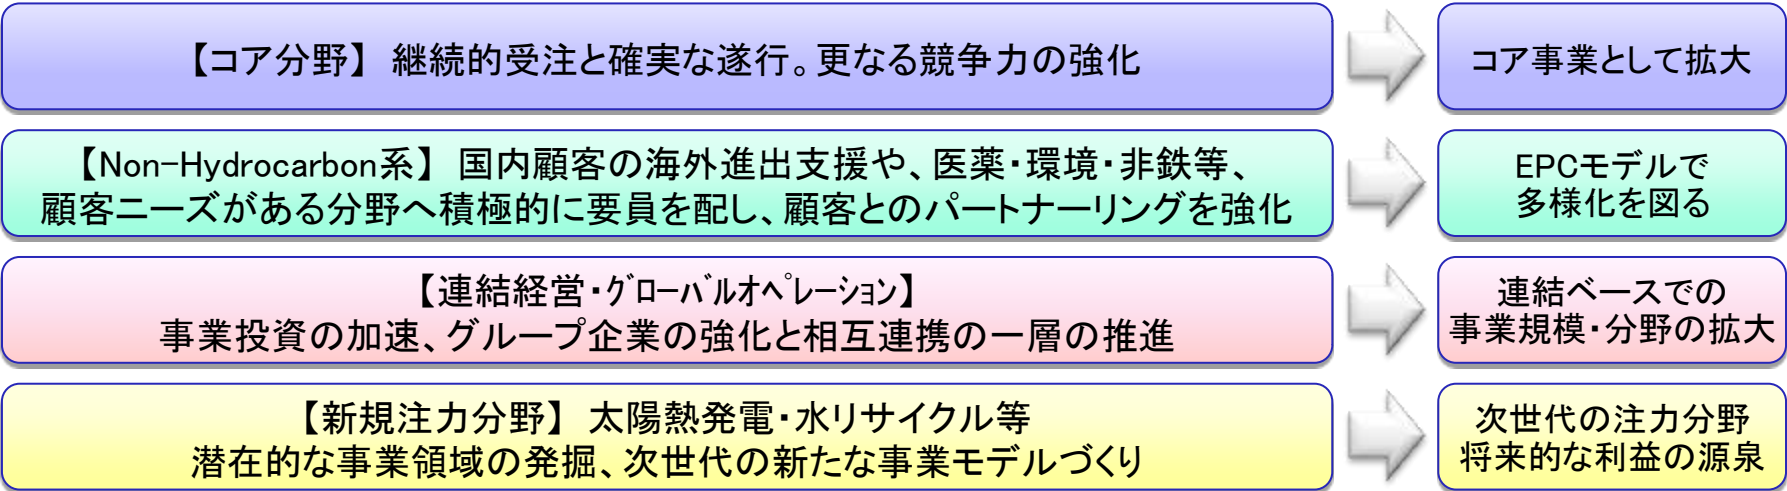 【コア分野】 継続的受注と確実な遂行。更なる競争力の強化
コア事業として拡大
【Non-Hydrocarbon系】 国内顧客の海外進出支援や、医薬・環境・非鉄等、
顧客ニーズがある分野へ積極的に要員を配し、顧客とのパートナーリングを強化
EPCモデルで
多様化を図る
【連結経営・ｸﾞﾛｰﾊﾞﾙｵﾍﾟﾚｰｼｮﾝ】
事業投資の加速、グループ企業の強化と相互連携の一層の推進
連結ベースでの
事業規模・分野の拡大
【新規注力分野】 太陽熱発電・水リサイクル等
潜在的な事業領域の発掘、次世代の新たな事業モデルづくり
次世代の注力分野
将来的な利益の源泉